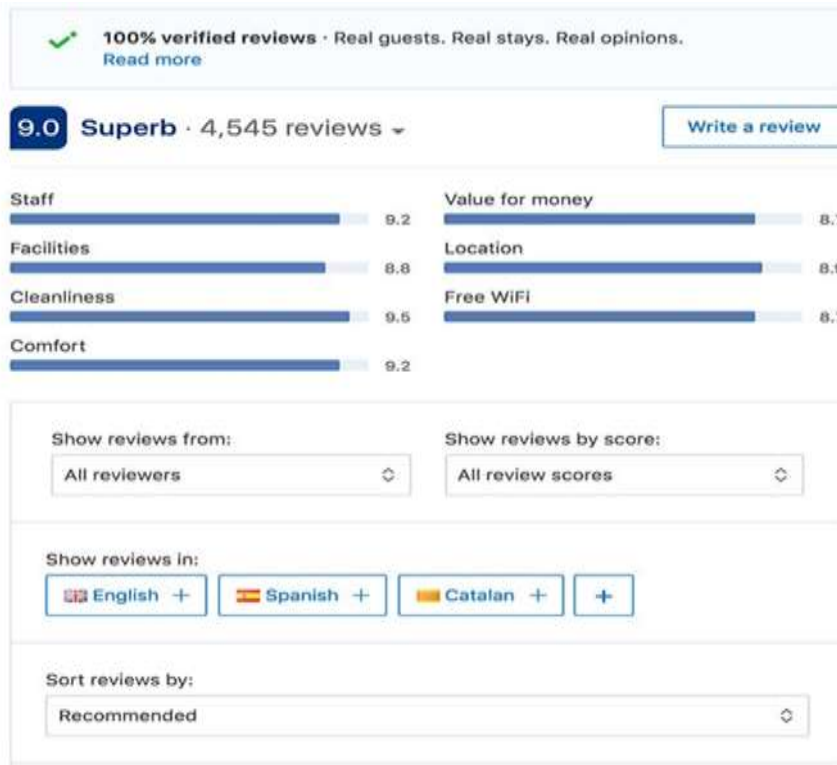 100% verified reviews · Real guests. Real stays. Real opinions.
Read more
9.0 Superb · 4,545 reviews
Write a review
Staff
9.2
Value for money
Facilities
8.8
Location
Cleanliness
9.5
Free WiFi
Comfort
9.2
Show reviews from:
All reviewers
Show reviews by score:
All review scores
Show reviews in:
English +
Spanish +
Catalan +
+
Sort reviews by:
Recommended